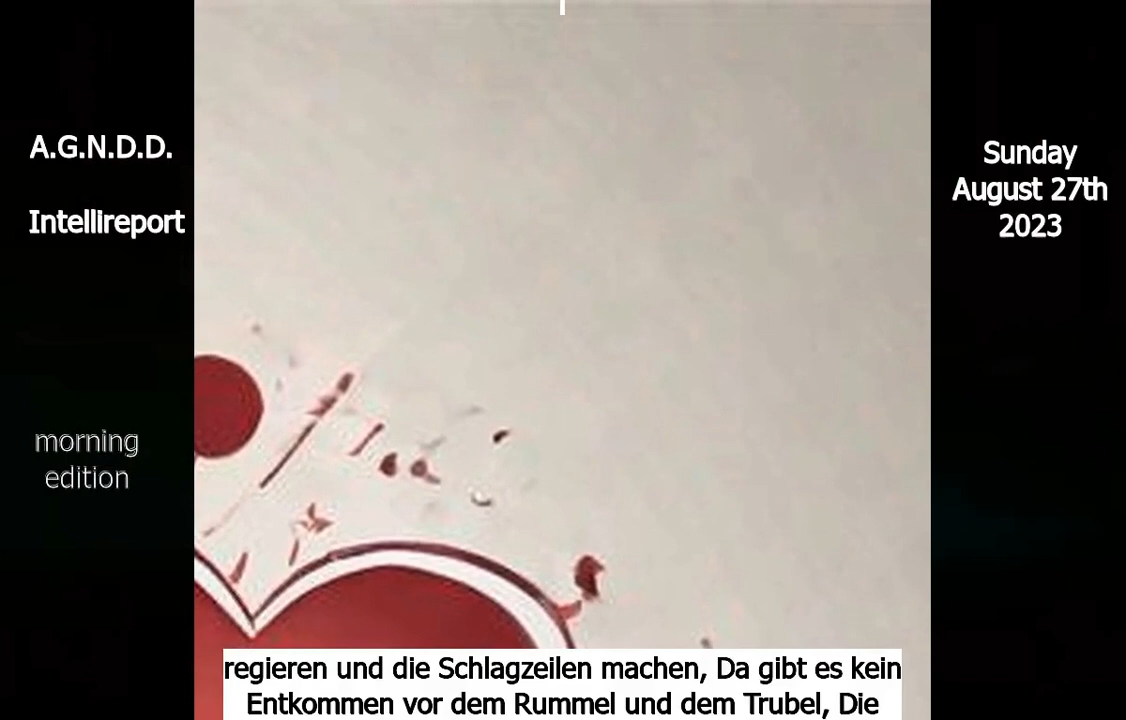 A.G.N.D.D.
Intellireport
morning
edition
Sunday
August 27th
2023
regieren und die Schlagzeilen machen, Da gibt es kein
Entkommen vor dem Rummel und dem Trubel, Die